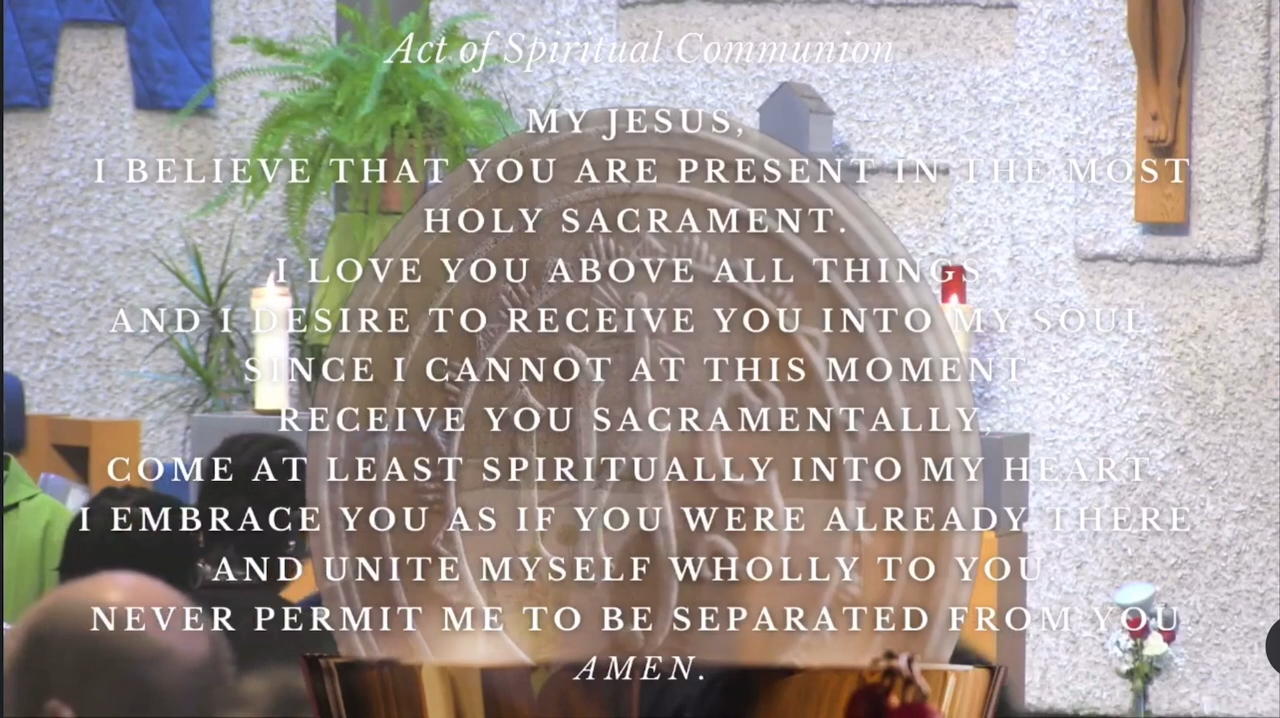 Act of Spiritual Communion
MY JESUS,
I BELIEVE THAT YOU ARE PRESENT IN THE MOST
HOLY SACRAMENT.
I LOVE YOU ABOVE ALL THINGS
AND I DESIRE TO RECEIVE YOU INTO MY SOUL.
SINCE I CANNOT AT THIS MOMENT
RECEIVE YOU SACRAMENTALLY,
COME AT LEAST SPIRITUALLY INTO MY HEART.
I EMBRACE YOU AS IF YOU WERE ALREADY THERE
AND UNITE MYSELF WHOLLY TO YOU.
NEVER PERMIT ME TO BE SEPARATED FROM YOU.
AMEN.